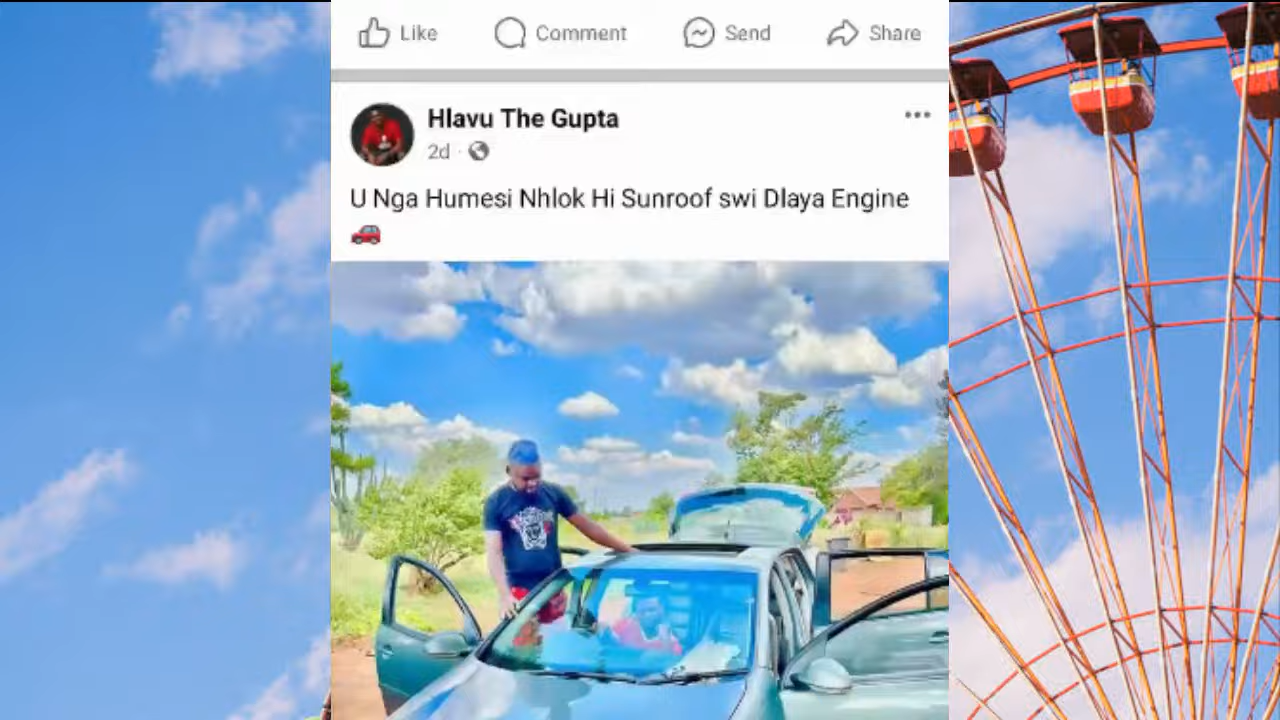 Like Comment Send Share
Hlavu The Gupta
2d
U Nga Humesi Nhlok Hi Sunroof swi Dlaya Engine